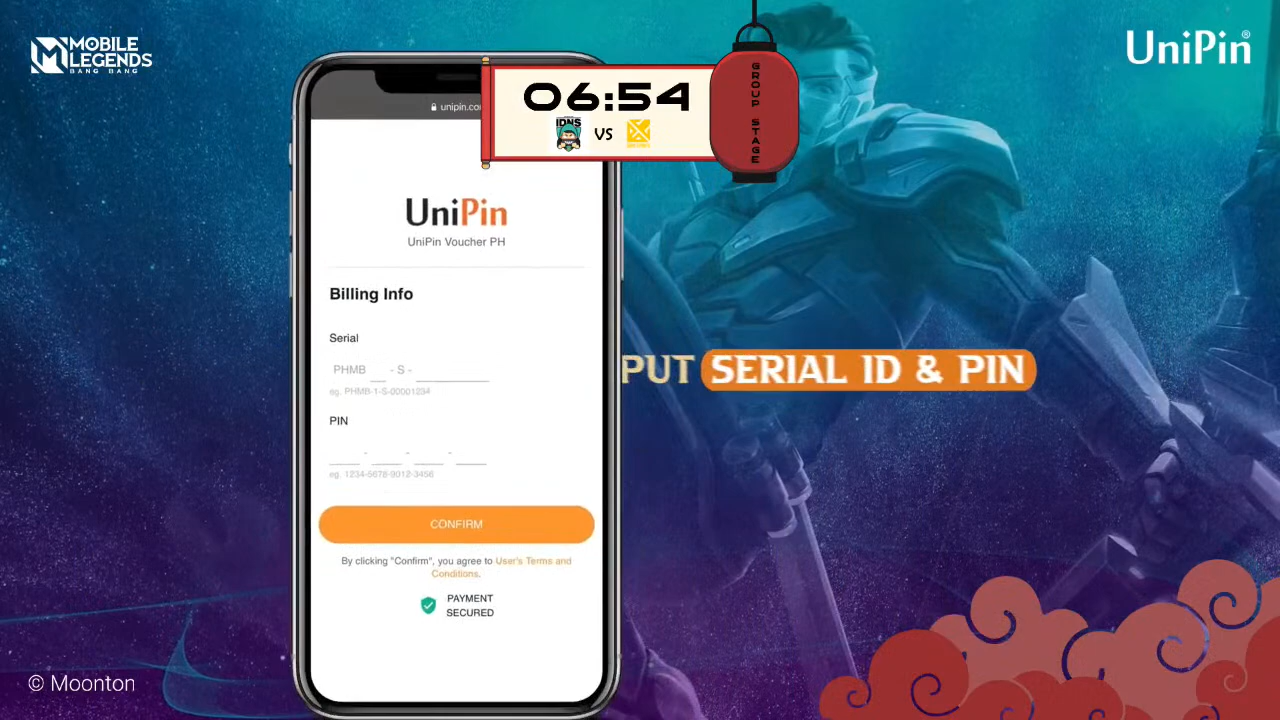 MOBILE
LEGENDS
BANG BANG
UniPin®
unipin.co
06:54
IDNS
VS
GROUP STAGE
UniPin
UniPin Voucher PH
Billing Info
Serial
PHMB - S -
eg. PHMB-1-S-00001234
PIN
- - -
eg. 1234-5678-9012-3456
PUT SERIAL ID & PIN
CONFIRM
By clicking "Confirm", you agree to User's Terms and
Conditions.
PAYMENT
SECURED
© Moonton